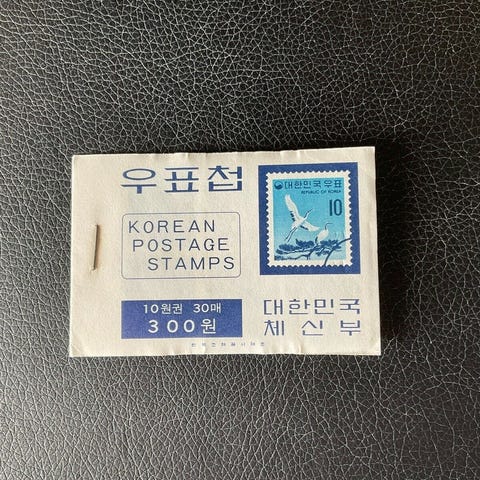 우표첩
KOREAN
POSTAGE
STAMPS
10원권 30매
300원
대한민국우표
REPUBLIC OF KOREA
10
대한민국
체신부